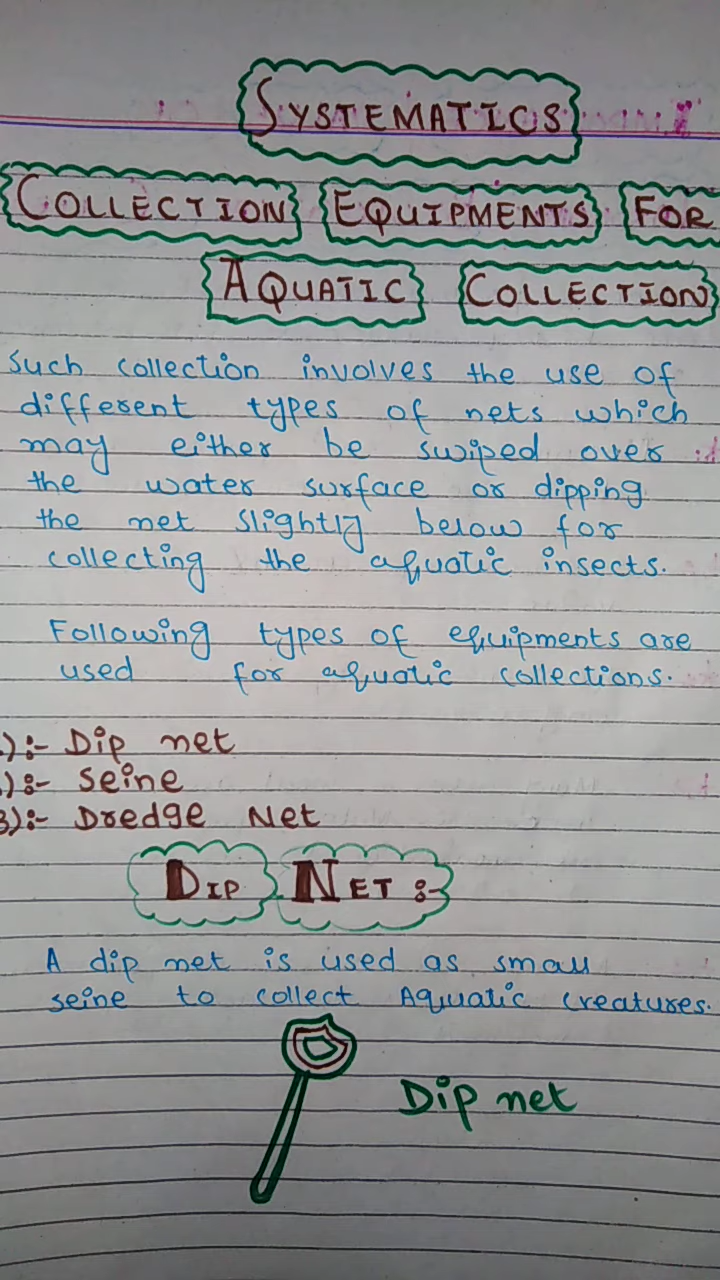 SYSTEMATICS
COLLECTION EQUIPMENTS FOR
AQUATIC COLLECTION
Such collection involves the use of
different types of nets which
may either be swiped over
the water surface or dipping
the net slightly below for
collecting the aquatic insects.
Following types of equipments are
used for aquatic collections.
):- Dip net
):- Seine
3):- Dredge Net
DIP NET :-
A dip net is used as small
seine to collect Aquatic creatures.
Dip net